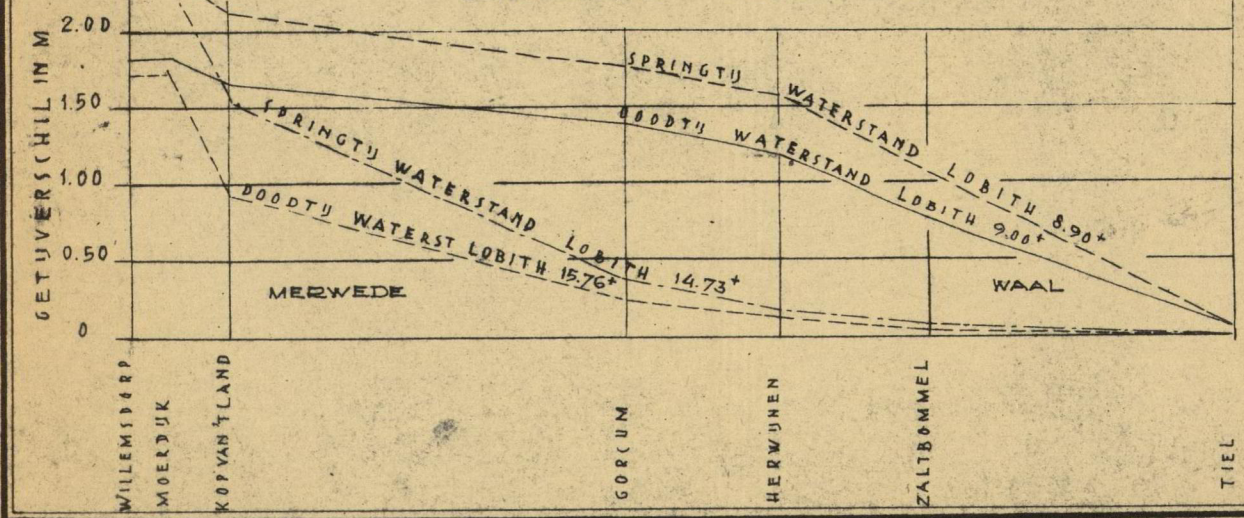 GETIJVERSCHIL IN M
2.00
1.50
1.00
0.50
0
SPRINGTIJ WATERSTAND LOBITH 8.90+
DOODTIJ WATERSTAND LOBITH 9.00+
SPRINGTIJ WATERSTAND LOBITH 14.73+
DOODTIJ WATERST LOBITH 15.76+
MERWEDE
WAAL
WILLEMSDORP
MOERDIJK
KOP VAN 'T LAND
GORCUM
HERWIJNEN
ZALTBOMMEL
TIEL